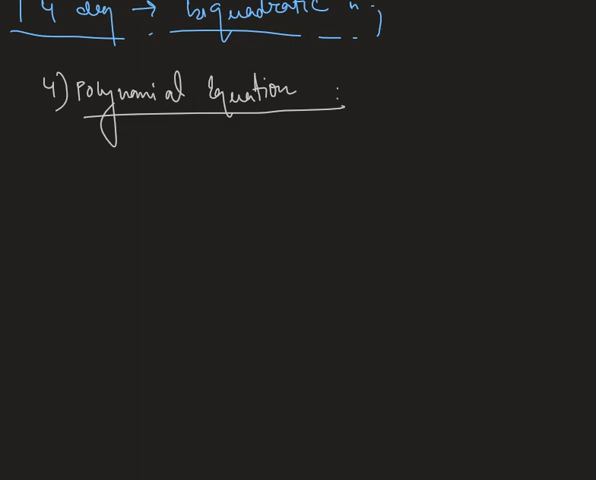 4 deg → biquadratic " ;
4) Polynomial Equation :